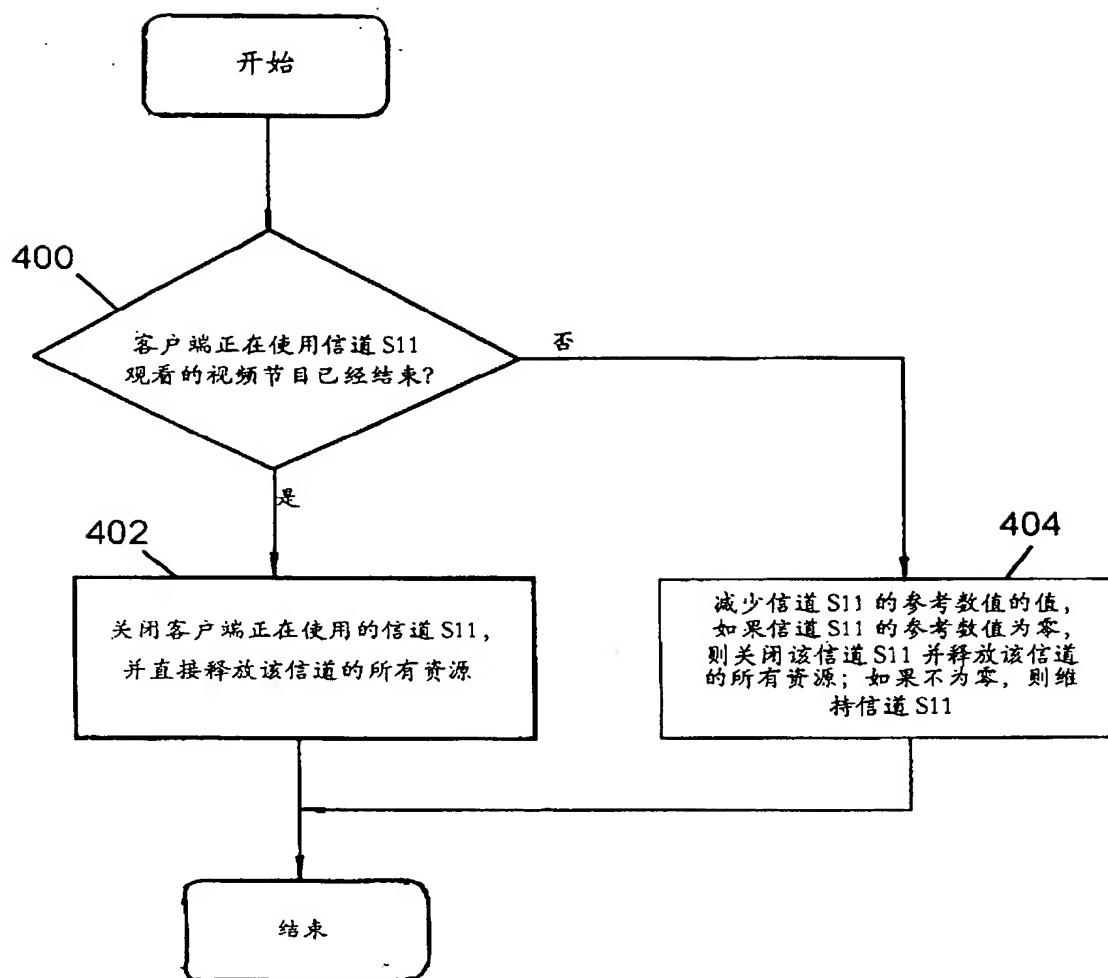 开始
400
客户端正在使用信道 S11
观看的视频节目已经结束?
否
是
402
关闭客户端正在使用的信道 S11,
并直接释放该信道的所有资源
404
减少信道 S11 的参考数值的值,
如果信道 S11 的参考数值为零,
则关闭该信道 S11 并释放该信道
的所有资源;如果不为零,则维
持信道 S11
结束